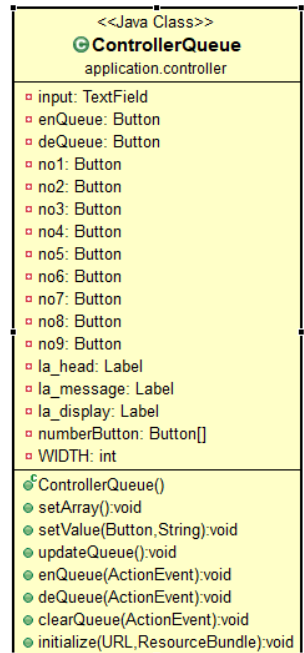 <<Java Class>>
ControllerQueue
application.controller
input: TextField
enQueue: Button
deQueue: Button
no1: Button
no2: Button
no3: Button
no4: Button
no5: Button
no6: Button
no7: Button
no8: Button
no9: Button
la_head: Label
la_message: Label
la_display: Label
numberButton: Button[]
WIDTH: int
ControllerQueue()
setArray():void
setValue(Button,String):void
updateQueue():void
enQueue(ActionEvent):void
deQueue(ActionEvent):void
clearQueue(ActionEvent):void
initialize(URL,ResourceBundle):void